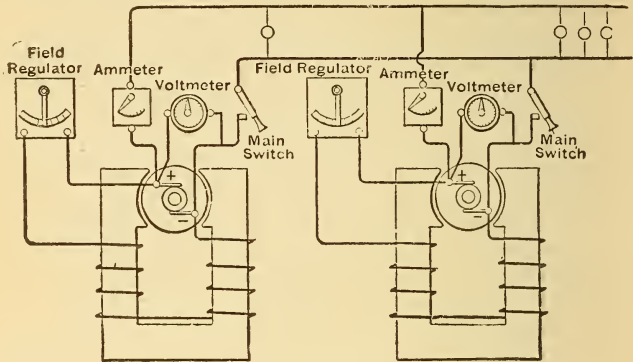 Field
Regulator
Ammeter
Voltmeter
Main
Switch
+
−
Field Regulator
Ammeter
Voltmeter
Main
Switch
+
−